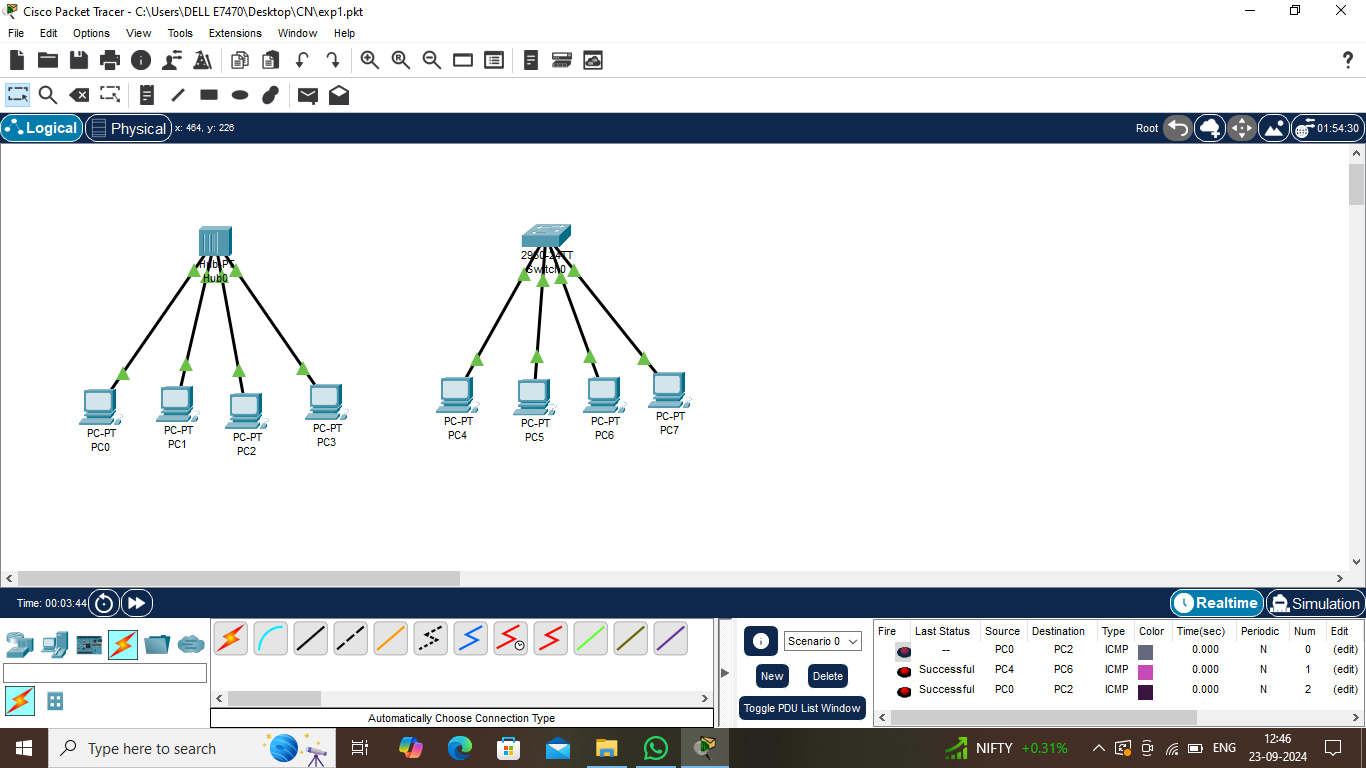 Cisco Packet Tracer - C:\Users\DELL E7470\Desktop\CN\exp1.pkt
File Edit Options View Tools Extensions Window Help
Logical Physical x: 464, y: 226 Root 01:54:30
Hub-PT
Hub0
2950-24TT
Switch0
PC-PT
PC0
PC-PT
PC1
PC-PT
PC2
PC-PT
PC3
PC-PT
PC4
PC-PT
PC5
PC-PT
PC6
PC-PT
PC7
Time: 00:03:44 Realtime Simulation
Automatically Choose Connection Type
Scenario 0
New Delete
Toggle PDU List Window
Fire Last Status Source Destination Type Color Time(sec) Periodic Num Edit
-- PC0 PC2 ICMP 0.000 N 0 (edit)
Successful PC4 PC6 ICMP 0.000 N 1 (edit)
Successful PC0 PC2 ICMP 0.000 N 2 (edit)
Type here to search
NIFTY +0.31% ENG 12:46
23-09-2024